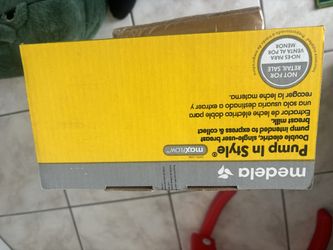 medela
Pump In Style®
maxFLOW™
Double electric, single-user, breast
pump intended to express & collect
breast milk.
Extractor de leche eléctrico doble para
una solo usuario destinado a extraer y
recoger la leche materna.
NOT FOR
RETAIL SALE
NO ES PARA
VENTA AL POR
MENOR